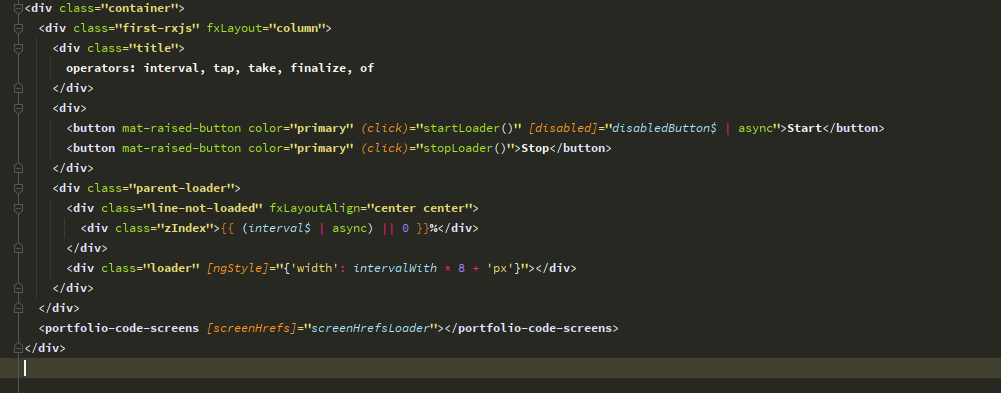 <div class="container">
<div class="first-rxjs" fxLayout="column">
<div class="title">
operators: interval, tap, take, finalize, of
</div>
<div>
<button mat-raised-button color="primary" (click)="startLoader()" [disabled]="disabledButton$ | async">Start</button>
<button mat-raised-button color="primary" (click)="stopLoader()">Stop</button>
</div>
<div class="parent-loader">
<div class="line-not-loaded" fxLayoutAlign="center center">
<div class="zIndex">{{ (interval$ | async) || 0 }}%</div>
</div>
<div class="loader" [ngStyle]="{'width': intervalWith * 8 + 'px'}"></div>
</div>
</div>
<portfolio-code-screens [screenHrefs]="screenHrefsLoader"></portfolio-code-screens>
</div>